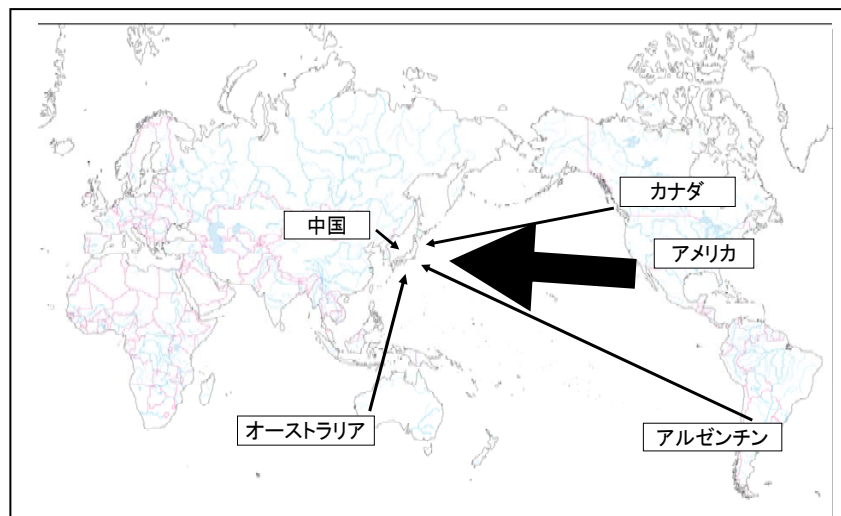 カナダ
中国
アメリカ
オーストラリア
アルゼンチン